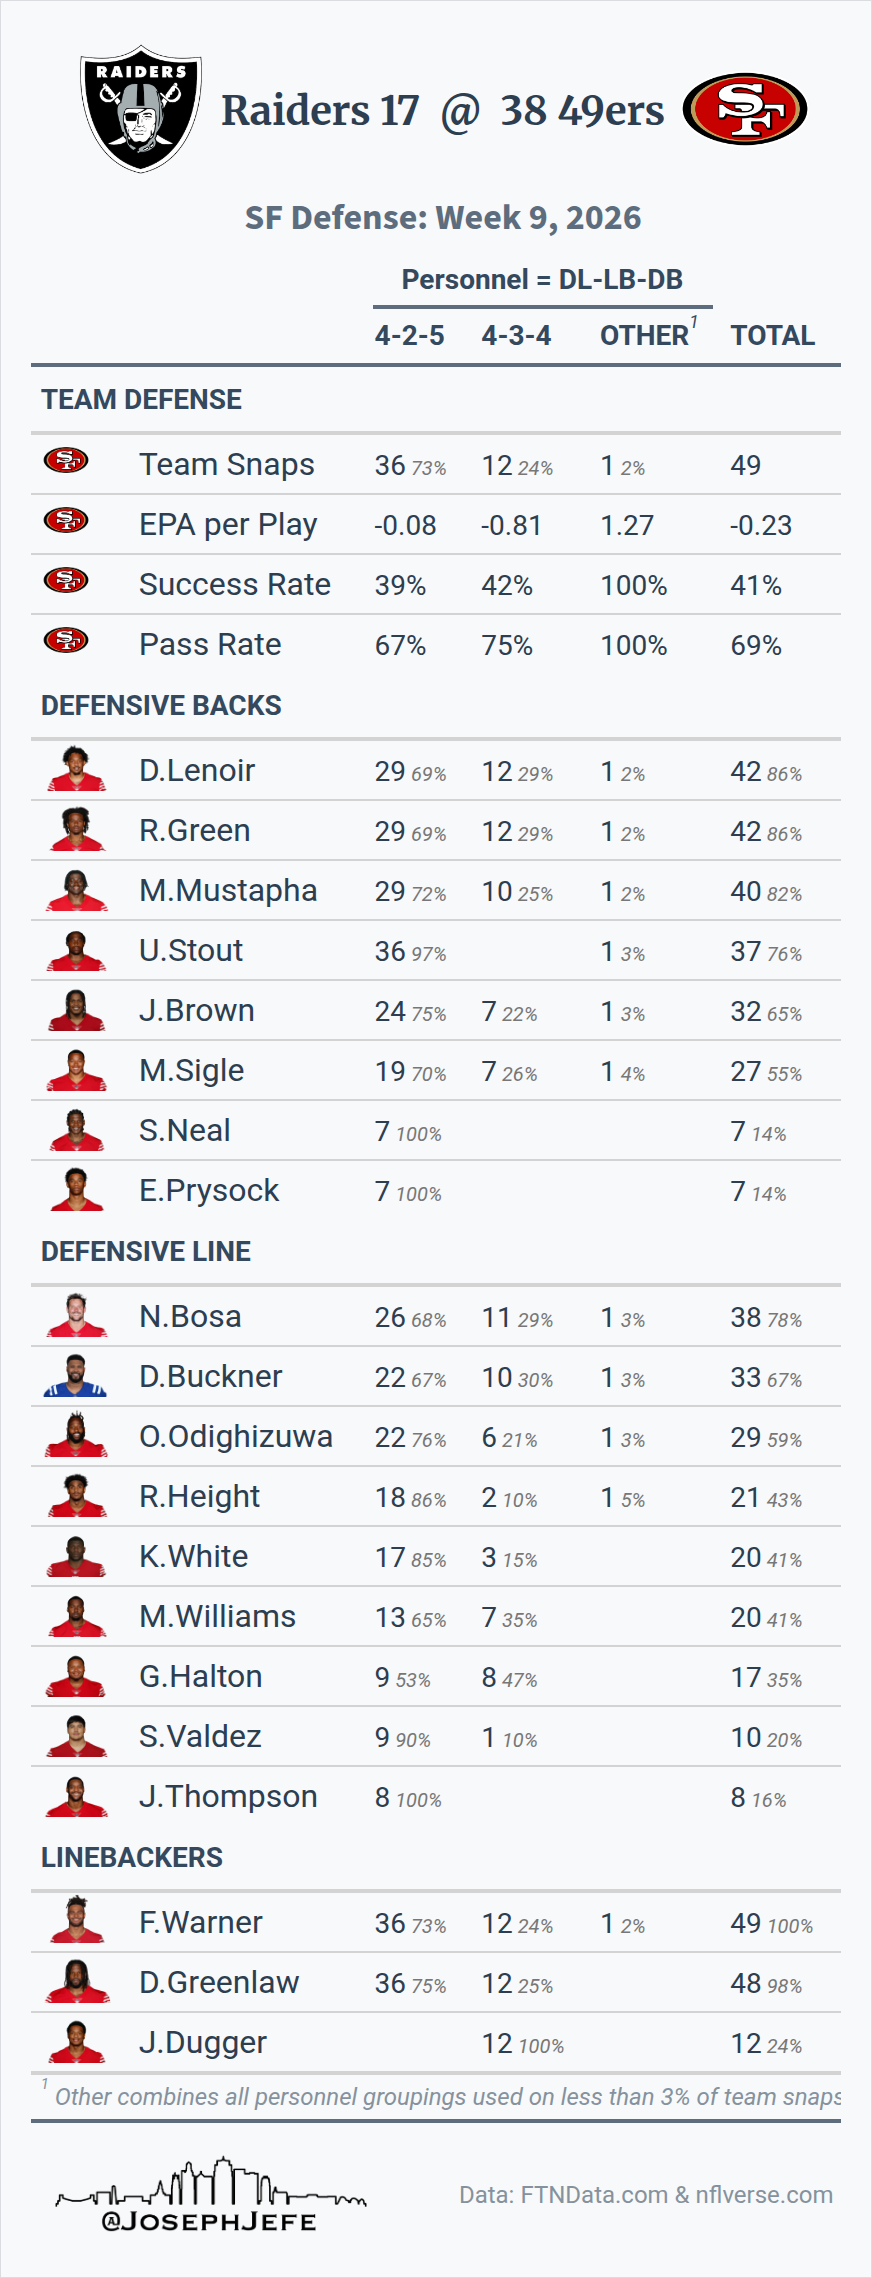 RAIDERS
Raiders 17 @ 38 49ers
SF
SF Defense: Week 9, 2026
Personnel = DL-LB-DB
4-2-5 4-3-4 OTHER1 TOTAL
TEAM DEFENSE
SF Team Snaps 36 73% 12 24% 1 2% 49
SF EPA per Play -0.08 -0.81 1.27 -0.23
SF Success Rate 39% 42% 100% 41%
SF Pass Rate 67% 75% 100% 69%
DEFENSIVE BACKS
D.Lenoir 29 69% 12 29% 1 2% 42 86%
R.Green 29 69% 12 29% 1 2% 42 86%
M.Mustapha 29 72% 10 25% 1 2% 40 82%
U.Stout 36 97% 1 3% 37 76%
J.Brown 24 75% 7 22% 1 3% 32 65%
M.Sigle 19 70% 7 26% 1 4% 27 55%
S.Neal 7 100% 7 14%
E.Prysock 7 100% 7 14%
DEFENSIVE LINE
N.Bosa 26 68% 11 29% 1 3% 38 78%
D.Buckner 22 67% 10 30% 1 3% 33 67%
O.Odighizuwa 22 76% 6 21% 1 3% 29 59%
R.Height 18 86% 2 10% 1 5% 21 43%
K.White 17 85% 3 15% 20 41%
M.Williams 13 65% 7 35% 20 41%
G.Halton 9 53% 8 47% 17 35%
S.Valdez 9 90% 1 10% 10 20%
J.Thompson 8 100% 8 16%
LINEBACKERS
F.Warner 36 73% 12 24% 1 2% 49 100%
D.Greenlaw 36 75% 12 25% 48 98%
J.Dugger 12 100% 12 24%
1 Other combines all personnel groupings used on less than 3% of team snaps
@JOSEPHJEFE
Data: FTNData.com & nflverse.com